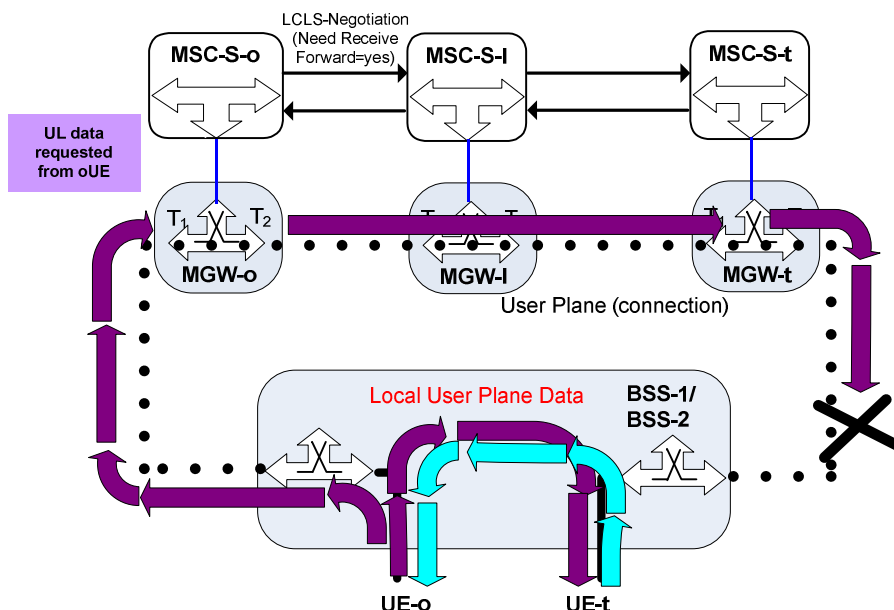 LCLS-Negotiation
(Need Receive
Forward=yes)
MSC-S-o
MSC-S-I
MSC-S-t
UL data
requested
from oUE
T1
T2
MGW-o
MGW-I
MGW-t
User Plane (connection)
Local User Plane Data
BSS-1/
BSS-2
UE-o
UE-t